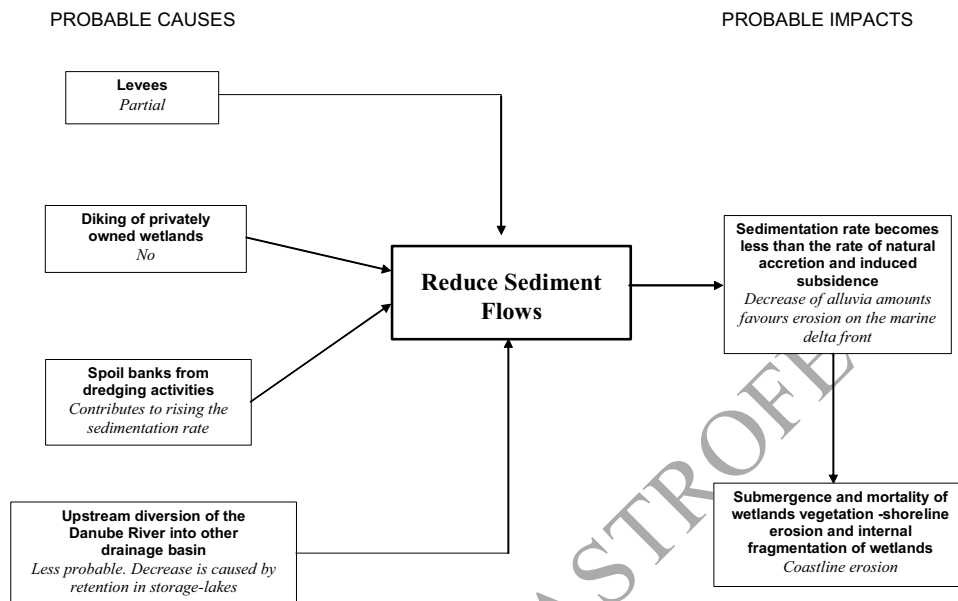 PROBABLE CAUSES
PROBABLE IMPACTS
Levees
Partial
Diking of privately
owned wetlands
No
Spoil banks from
dredging activities
Contributes to rising the
sedimentation rate
Upstream diversion of the
Danube River into other
drainage basin
Less probable. Decrease is caused by
retention in storage-lakes
Reduce Sediment
Flows
Sedimentation rate becomes
less than the rate of natural
accretion and induced
subsidence
Decrease of alluvia amounts
favours erosion on the marine
delta front
Submergence and mortality of
wetlands vegetation -shoreline
erosion and internal
fragmentation of wetlands
Coastline erosion
ASTROFE